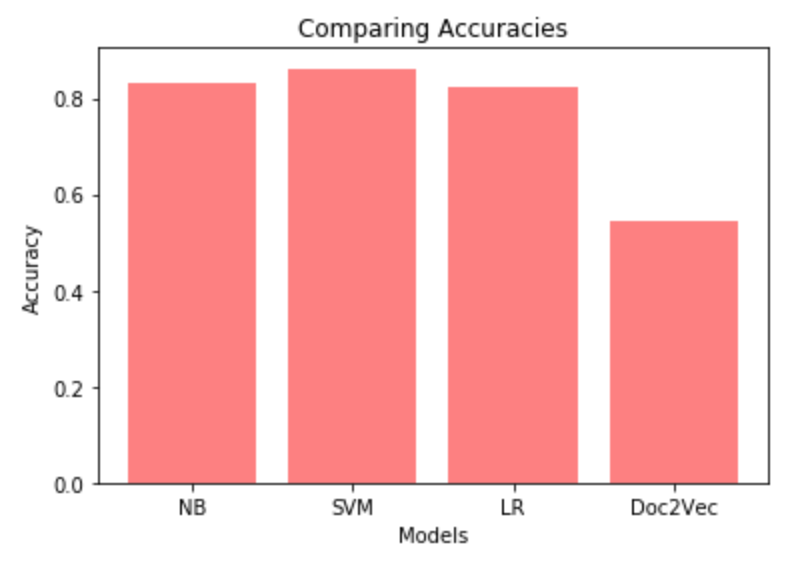 Comparing Accuracies
0.8
0.6
0.4
0.2
0.0
Accuracy
NB SVM LR Doc2Vec
Models